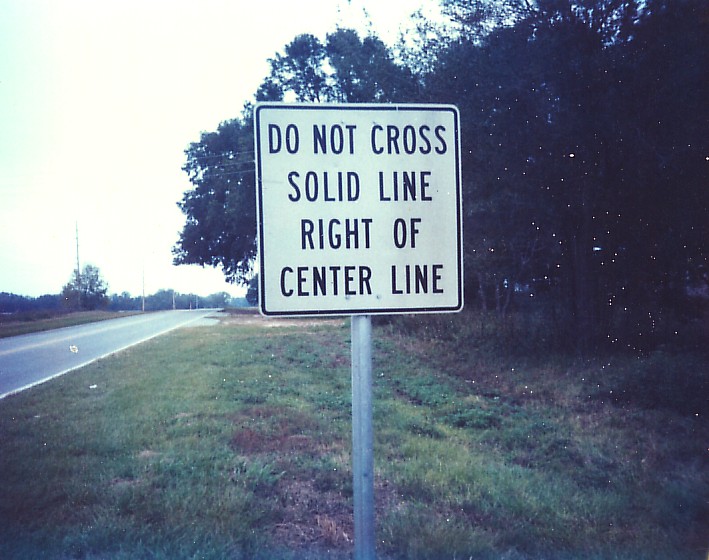 DO NOT CROSS
SOLID LINE
RIGHT OF
CENTER LINE